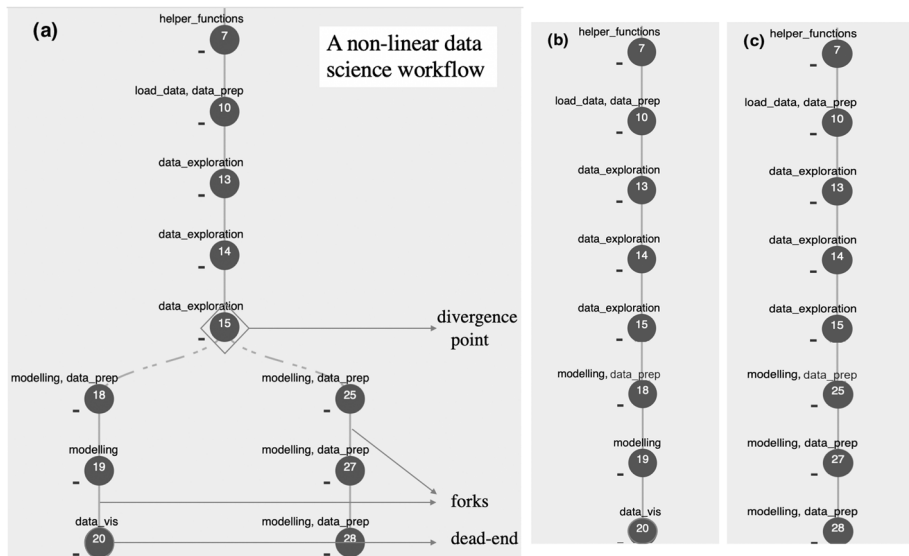 (a)
A non-linear data
science workflow
helper_functions
7
load_data, data_prep
10
data_exploration
13
data_exploration
14
data_exploration
15
divergence
point
modelling, data_prep
18
modelling, data_prep
25
modelling
19
modelling, data_prep
27
forks
data_vis
20
modelling, data_prep
28
dead-end
(b)
helper_functions
7
load_data, data_prep
10
data_exploration
13
data_exploration
14
data_exploration
15
modelling, data_prep
18
modelling
19
data_vis
20
(c)
helper_functions
7
load_data, data_prep
10
data_exploration
13
data_exploration
14
data_exploration
15
modelling, data_prep
25
modelling, data_prep
27
modelling, data_prep
28